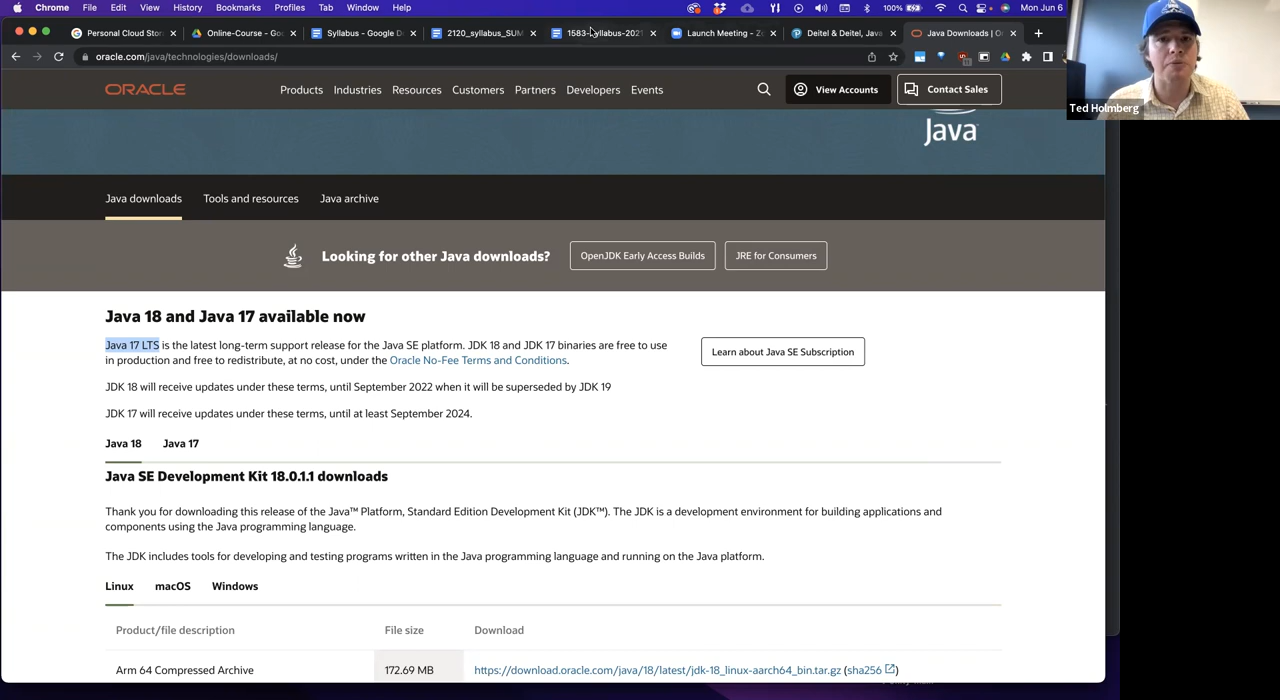 Chrome File Edit View History Bookmarks Profiles Tab Window Help 100% Mon Jun 6
Personal Cloud Stor Online-Course - Go Syllabus - Google D 2120_syllabus_SUM 1583-syllabus-2021 Launch Meeting - Z Deitel & Deitel, Java Java Downloads | O
oracle.com/java/technologies/downloads/
ORACLE Products Industries Resources Customers Partners Developers Events View Accounts Contact Sales
Ted Holmberg
Java
Java downloads Tools and resources Java archive
Looking for other Java downloads? OpenJDK Early Access Builds JRE for Consumers
Java 18 and Java 17 available now
Java 17 LTS is the latest long-term support release for the Java SE platform. JDK 18 and JDK 17 binaries are free to use
in production and free to redistribute, at no cost, under the Oracle No-Fee Terms and Conditions.
Learn about Java SE Subscription
JDK 18 will receive updates under these terms, until September 2022 when it will be superseded by JDK 19
JDK 17 will receive updates under these terms, until at least September 2024.
Java 18 Java 17
Java SE Development Kit 18.0.1.1 downloads
Thank you for downloading this release of the Java™ Platform, Standard Edition Development Kit (JDK™). The JDK is a development environment for building applications and
components using the Java programming language.
The JDK includes tools for developing and testing programs written in the Java programming language and running on the Java platform.
Linux macOS Windows
Product/file description File size Download
Arm 64 Compressed Archive 172.69 MB https://download.oracle.com/java/18/latest/jdk-18_linux-aarch64_bin.tar.gz (sha256)